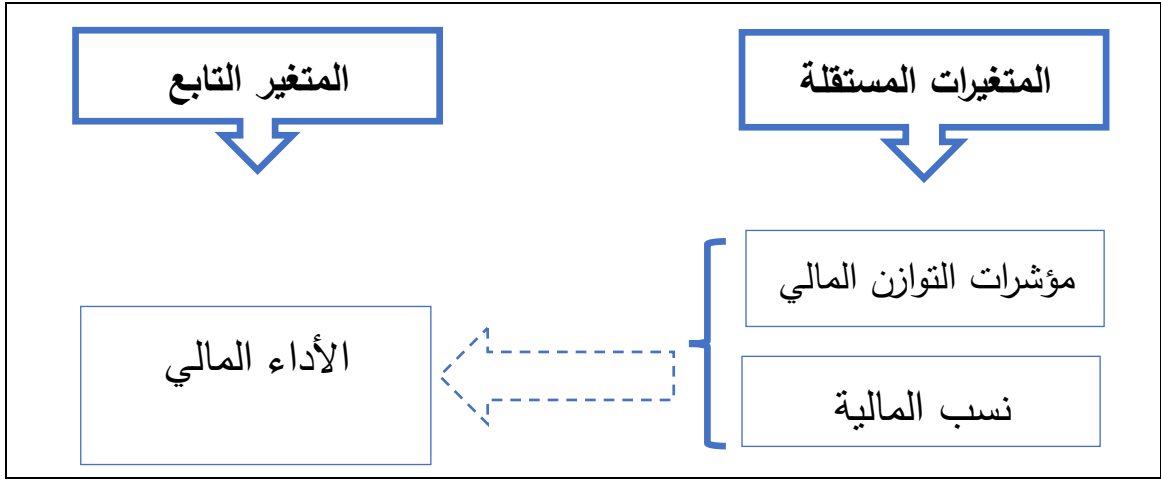 المتغيرات المستقلة
المتغير التابع
مؤشرات التوازن المالي
نسب المالية
الأداء المالي